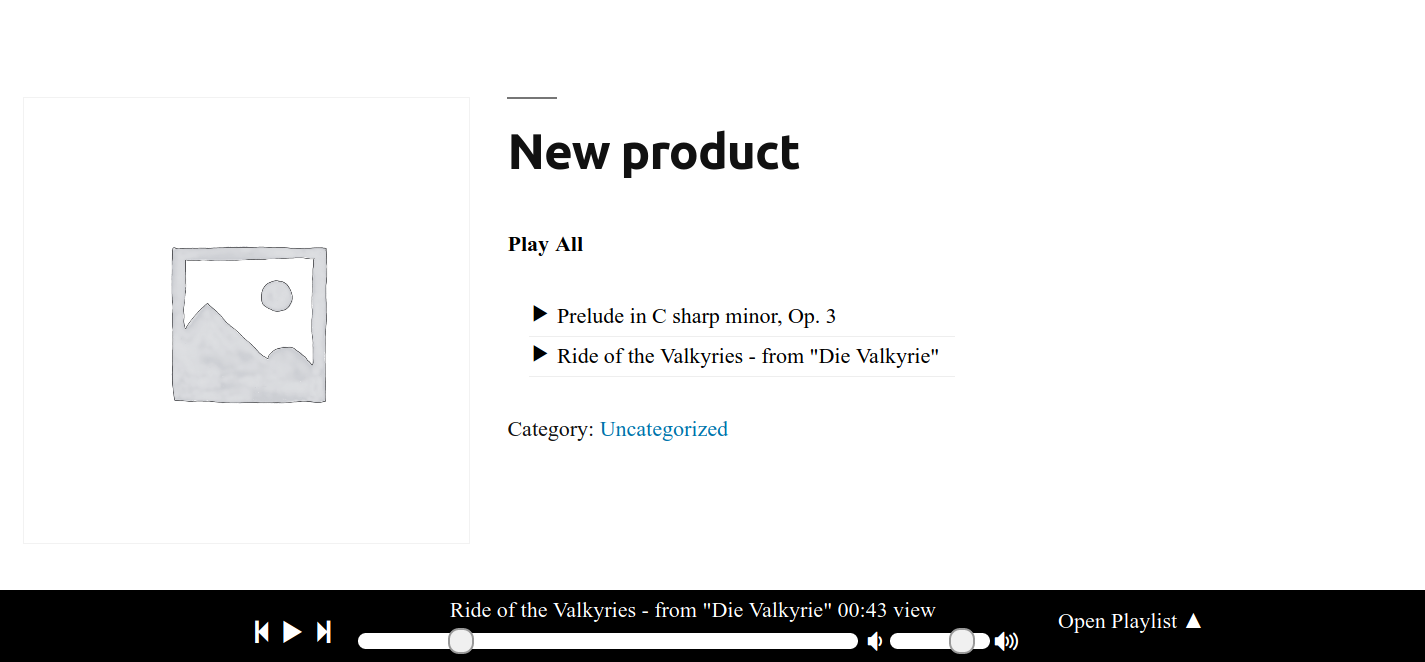 New product
Play All
Prelude in C sharp minor, Op. 3
Ride of the Valkyries - from "Die Valkyrie"
Category: Uncategorized
Ride of the Valkyries - from "Die Valkyrie" 00:43 view
Open Playlist ▲